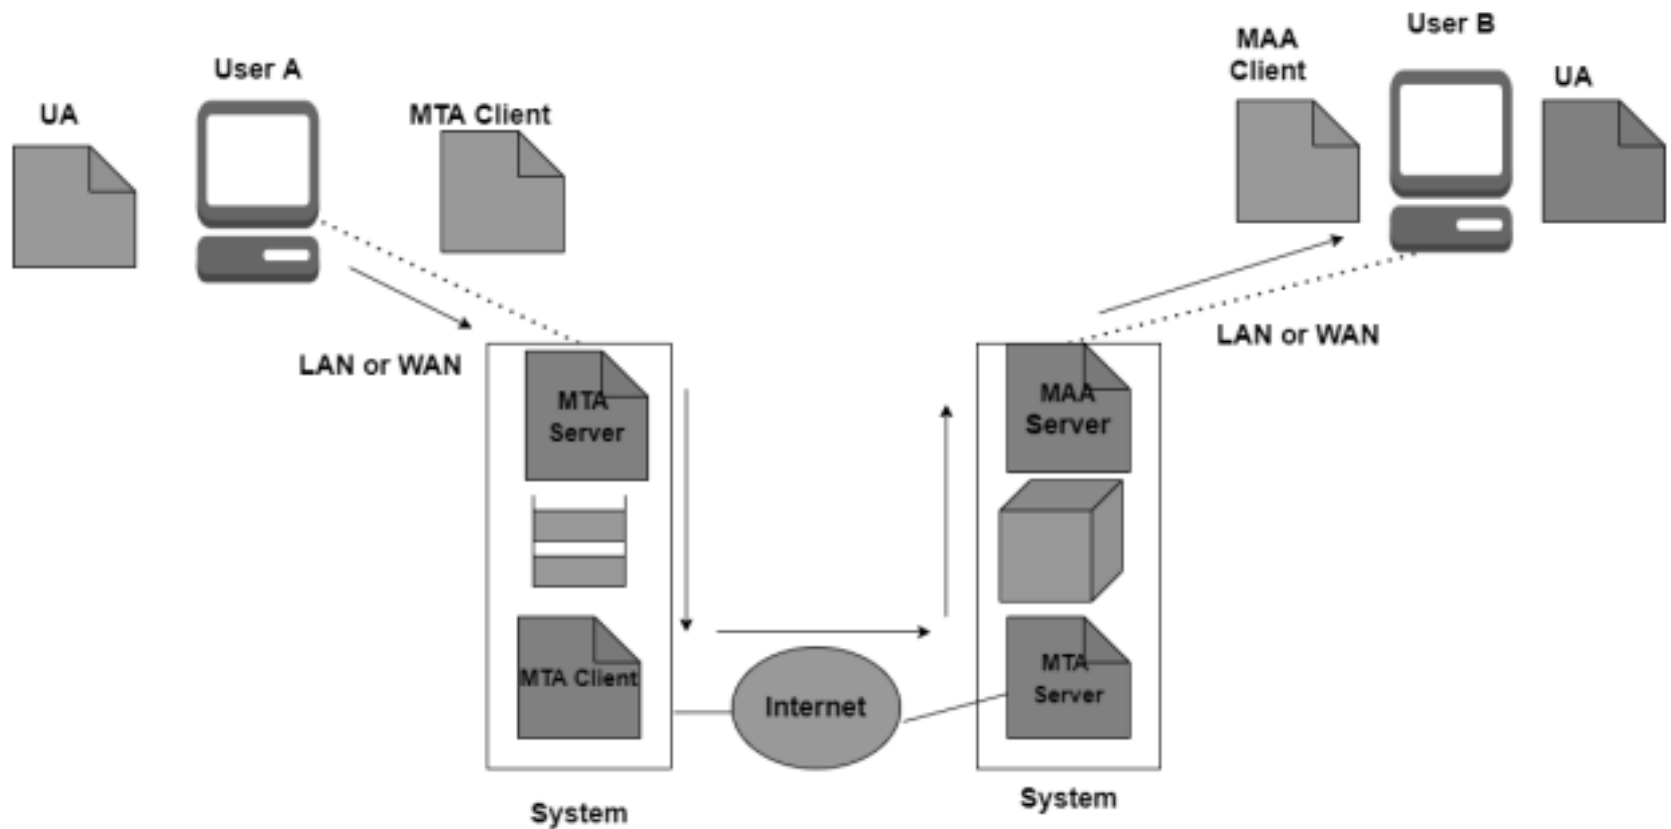 User A
UA
MTA Client
LAN or WAN
MTA
Server
MTA Client
System
Internet
User B
MAA
Client
UA
LAN or WAN
MAA
Server
MTA
Server
System